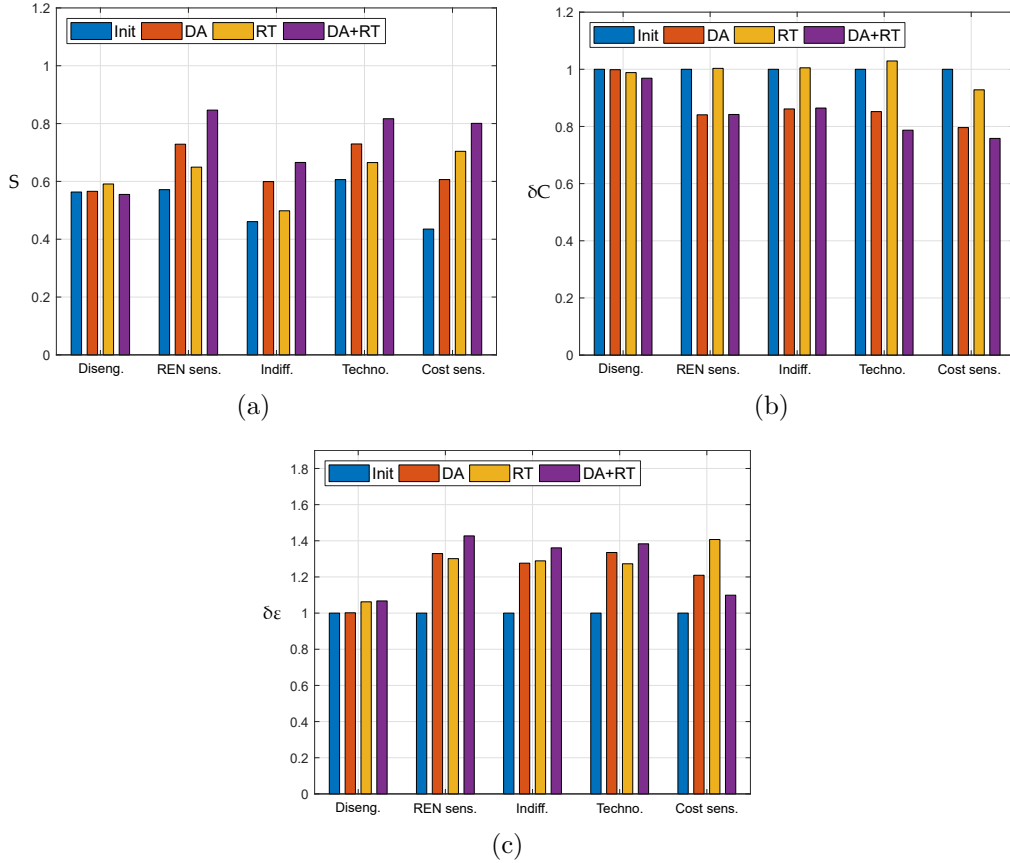 1.2
1
0.8
0.6
0.4
0.2
0
S
Init DA RT DA+RT
Diseng. REN sens. Indiff. Techno. Cost sens.
(a)
1.2
1
0.8
0.6
0.4
0.2
0
δC
Init DA RT DA+RT
Diseng. REN sens. Indiff. Techno. Cost sens.
(b)
1.8
1.6
1.4
1.2
1
0.8
0.6
0.4
0.2
0
δε
Init DA RT DA+RT
Diseng. REN sens. Indiff. Techno. Cost sens.
(c)